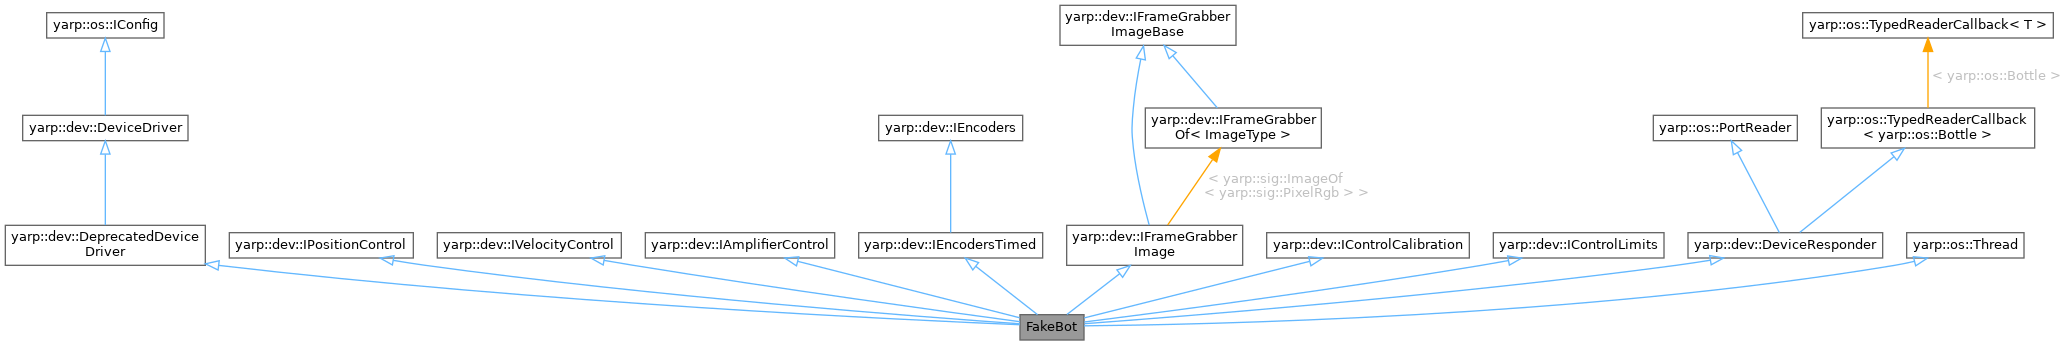 yarp::os::IConfig
yarp::dev::IFrameGrabber
ImageBase
yarp::os::TypedReaderCallback< T >
< yarp::os::Bottle >
yarp::dev::DeviceDriver
yarp::dev::IEncoders
yarp::dev::IFrameGrabber
Of< ImageType >
yarp::os::PortReader
yarp::os::TypedReaderCallback
< yarp::os::Bottle >
< yarp::sig::ImageOf
< yarp::sig::PixelRgb > >
yarp::dev::DeprecatedDevice
Driver
yarp::dev::IPositionControl
yarp::dev::IVelocityControl
yarp::dev::IAmplifierControl
yarp::dev::IEncodersTimed
yarp::dev::IFrameGrabber
Image
yarp::dev::IControlCalibration
yarp::dev::IControlLimits
yarp::dev::DeviceResponder
yarp::os::Thread
FakeBot